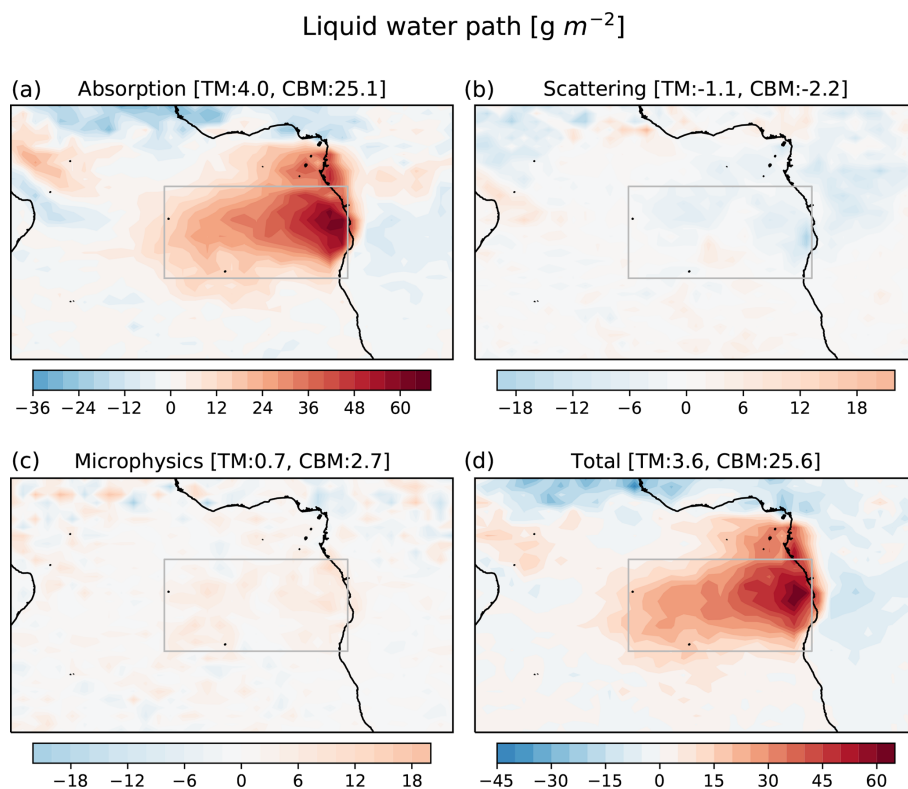 Liquid water path [g m⁻²]
(a) Absorption [TM:4.0, CBM:25.1]
(b) Scattering [TM:-1.1, CBM:-2.2]
−36 −24 −12 0 12 24 36 48 60
−18 −12 −6 0 6 12 18
(c) Microphysics [TM:0.7, CBM:2.7]
(d) Total [TM:3.6, CBM:25.6]
−18 −12 −6 0 6 12 18
−45 −30 −15 0 15 30 45 60